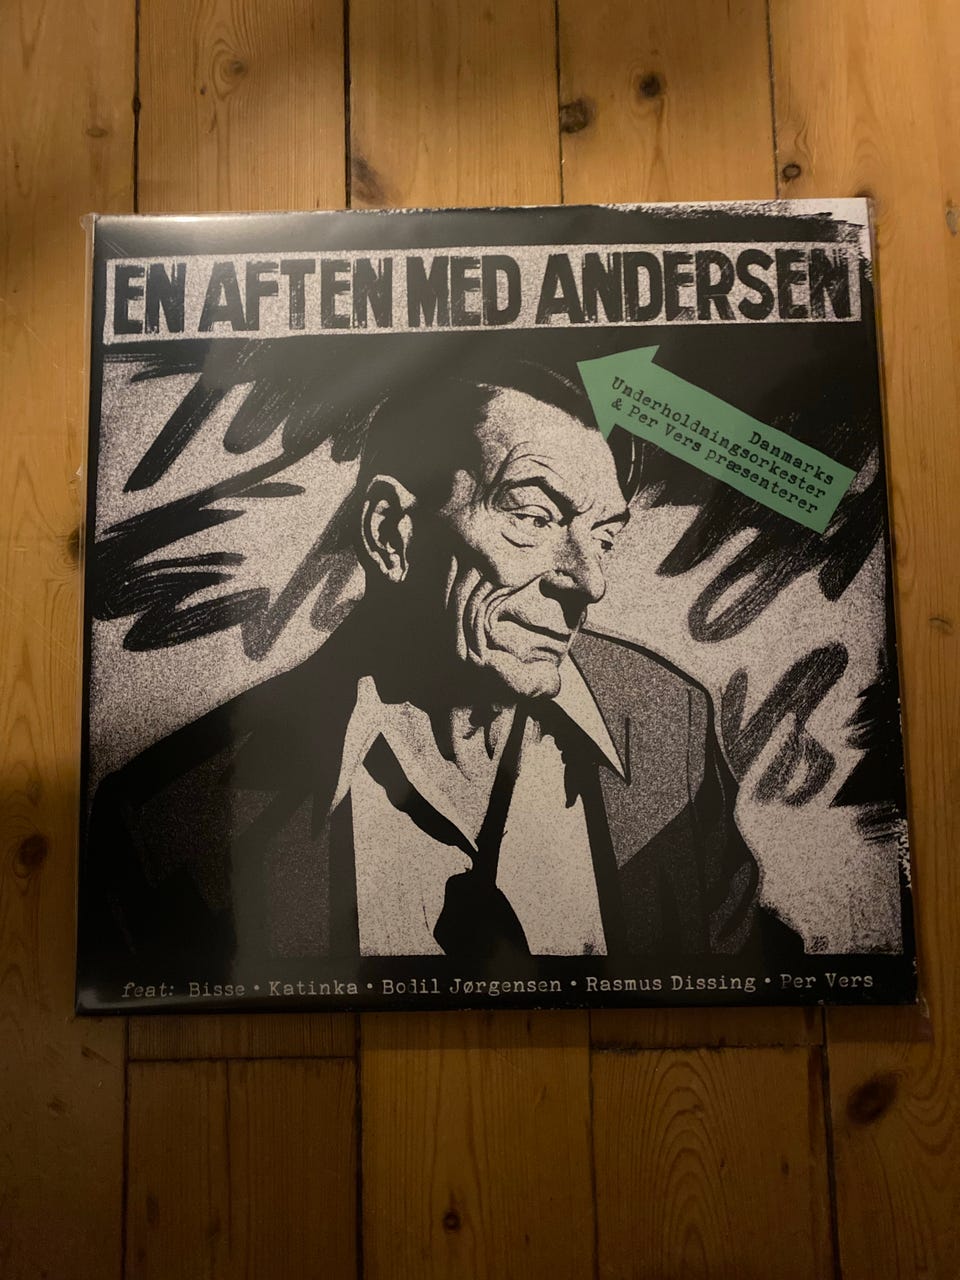 EN AFTEN MED ANDERSEN
Danmarks
Underholdningsorkester
& Per Vers præsenterer
feat: Bisse • Katinka • Bodil Jørgensen • Rasmus Dissing • Per Vers